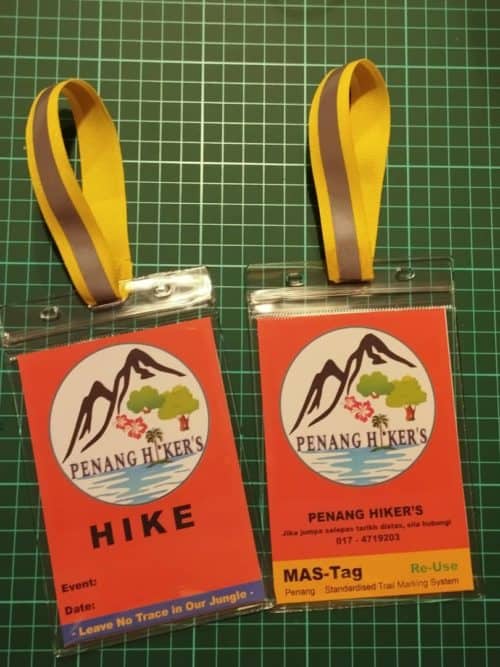 PENANG HIKER'S
HIKE
Event:
Date:
- Leave No Trace in Our Jungle -
PENANG HIKER'S
PENANG HIKER'S
Jika jumpa selepas tarikh diatas, sila hubungi
017 - 4719203
MAS-Tag Re-Use
Penang Standardised Trail Marking System